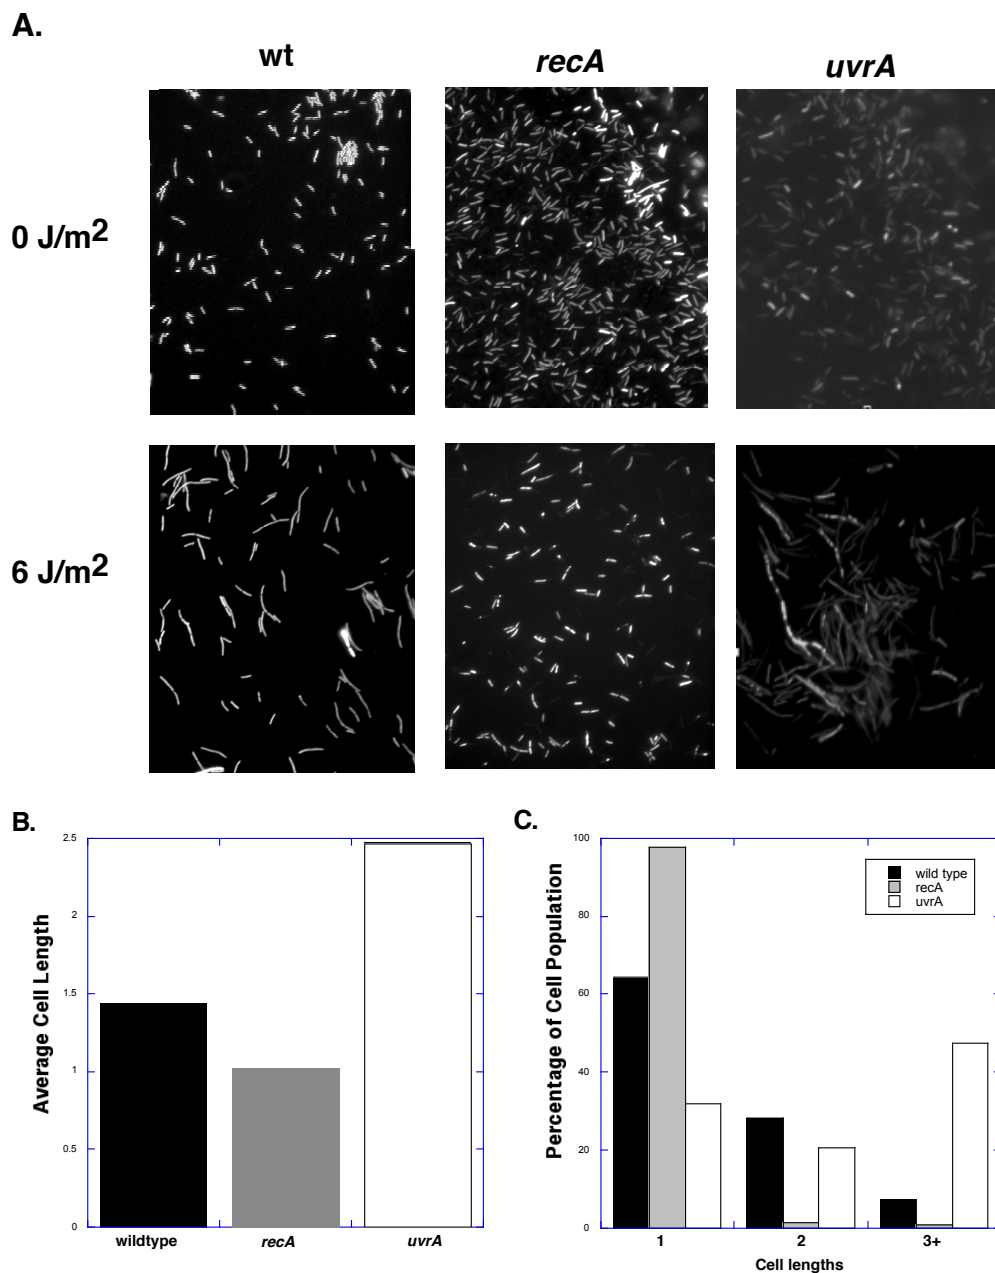 A.
wt
recA
uvrA
0 J/m2
6 J/m2
B.
Average Cell Length
2.5
2
1.5
1
0.5
0
wildtype
recA
uvrA
C.
Percentage of Cell Population
100
80
60
40
20
0
wild type
recA
uvrA
1
2
3+
Cell lengths